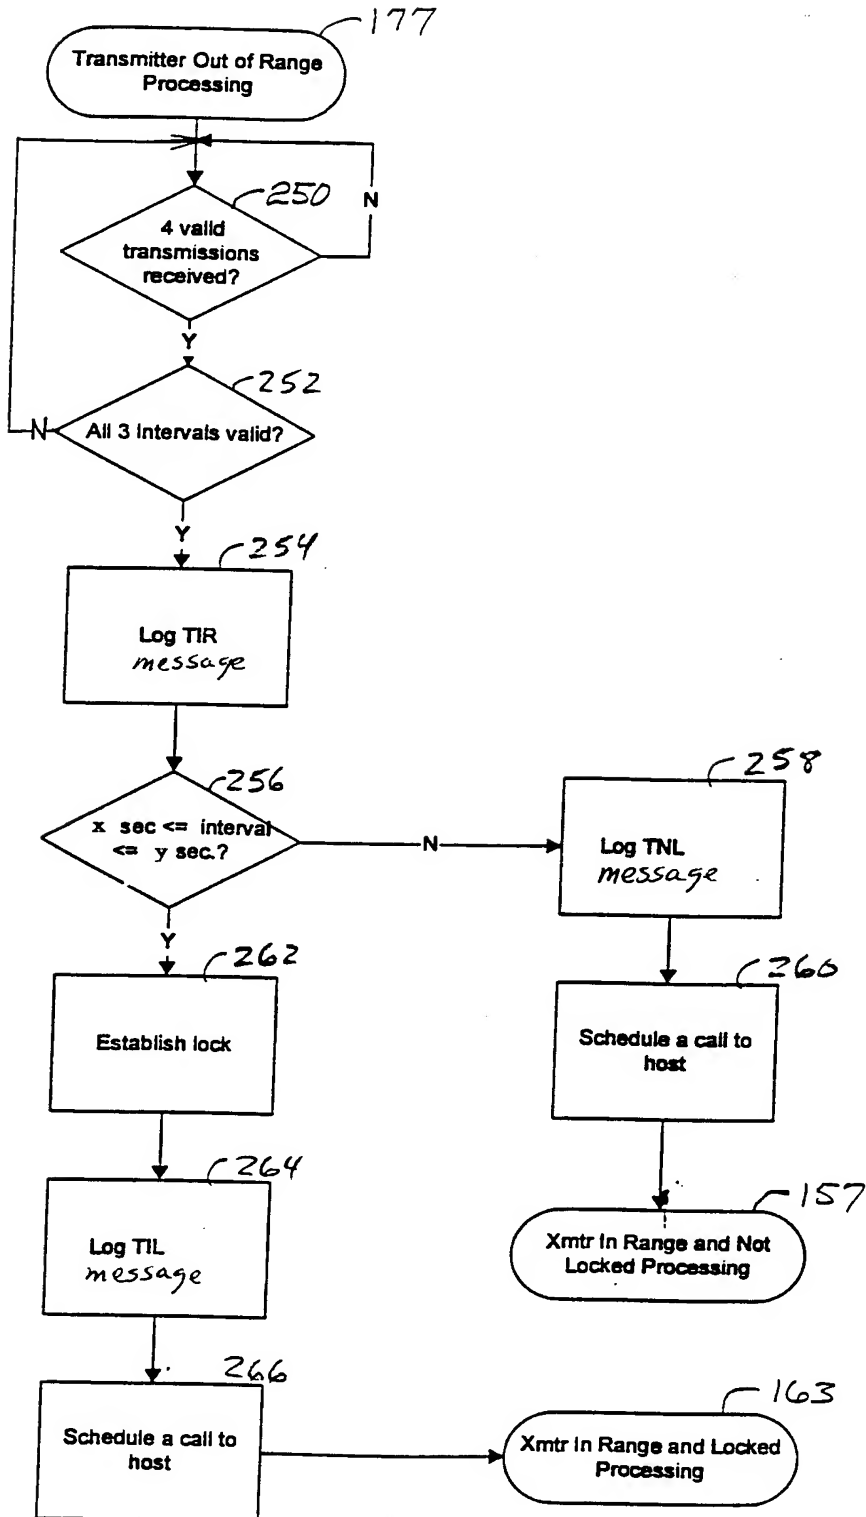 177
Transmitter Out of Range
Processing
250
N
4 valid
transmissions
received?
Y
252
N
All 3 Intervals valid?
Y
254
Log TIR
message
256
x sec <= interval
<= y sec.?
N
258
Log TNL
message
Y
262
Establish lock
260
Schedule a call to
host
264
Log TIL
message
157
Xmtr In Range and Not
Locked Processing
266
Schedule a call to
host
163
Xmtr In Range and Locked
Processing